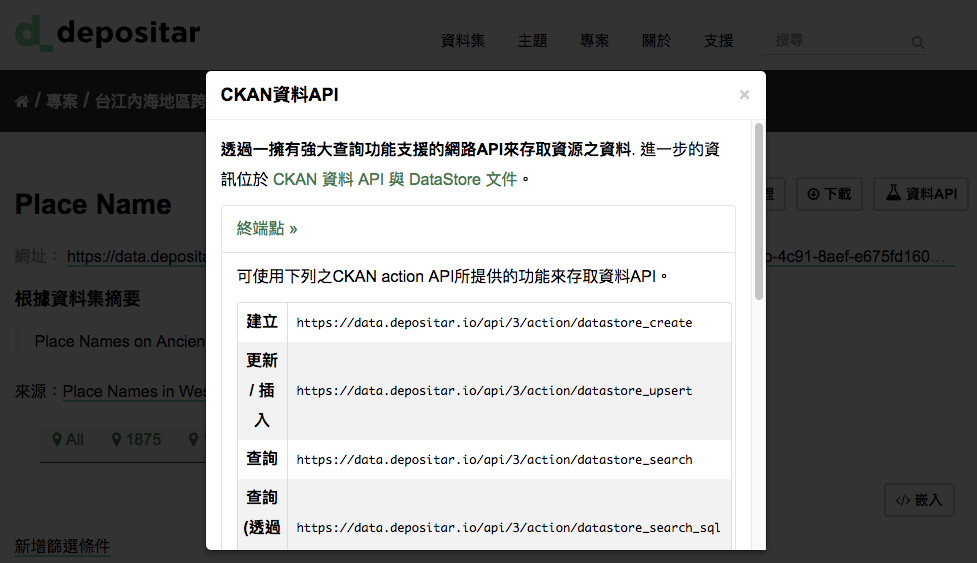 depositar
資料集 主題 專案 關於 支援 搜尋
/ 專案 / 台江內海地區跨
CKAN資料API ×
透過一擁有強大查詢功能支援的網路API來存取資源之資料. 進一步的資
訊位於 CKAN 資料 API 與 DataStore 文件。
Place Name
理 下載 資料API
終端點 »
網址： https://data.deposita
-4c91-8aef-e675fd160…
可使用下列之CKAN action API所提供的功能來存取資料API。
根據資料集摘要
建立 https://data.depositar.io/api/3/action/datastore_create
Place Names on Ancien
更新
/ 插
入
https://data.depositar.io/api/3/action/datastore_upsert
來源：Place Names in Wes
All 1875
查詢 https://data.depositar.io/api/3/action/datastore_search
查詢
(透過
https://data.depositar.io/api/3/action/datastore_search_sql
</> 嵌入
新增篩選條件